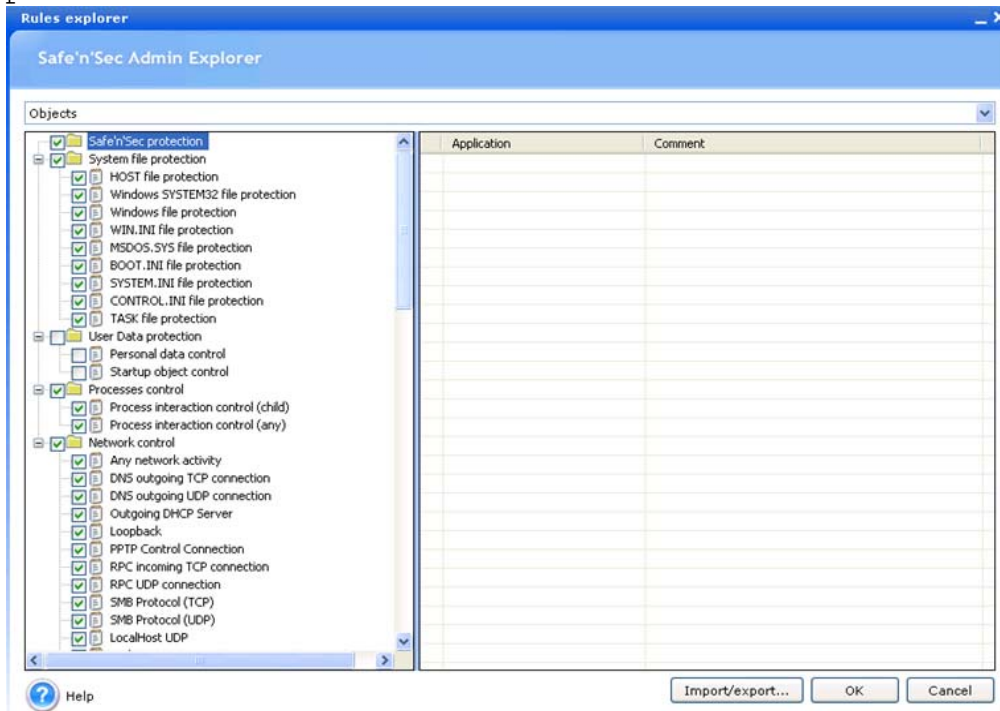 Rules explorer
Safe'n'Sec Admin Explorer
Objects
Safe'n'Sec protection
System file protection
HOST file protection
Windows SYSTEM32 file protection
Windows file protection
WIN.INI file protection
MSDOS.SYS file protection
BOOT.INI file protection
SYSTEM.INI file protection
CONTROL.INI file protection
TASK file protection
User Data protection
Personal data control
Startup object control
Processes control
Process interaction control (child)
Process interaction control (any)
Network control
Any network activity
DNS outgoing TCP connection
DNS outgoing UDP connection
Outgoing DHCP Server
Loopback
PPTP Control Connection
RPC incoming TCP connection
RPC UDP connection
SMB Protocol (TCP)
SMB Protocol (UDP)
LocalHost UDP
Application Comment
Help
Import/export... OK Cancel